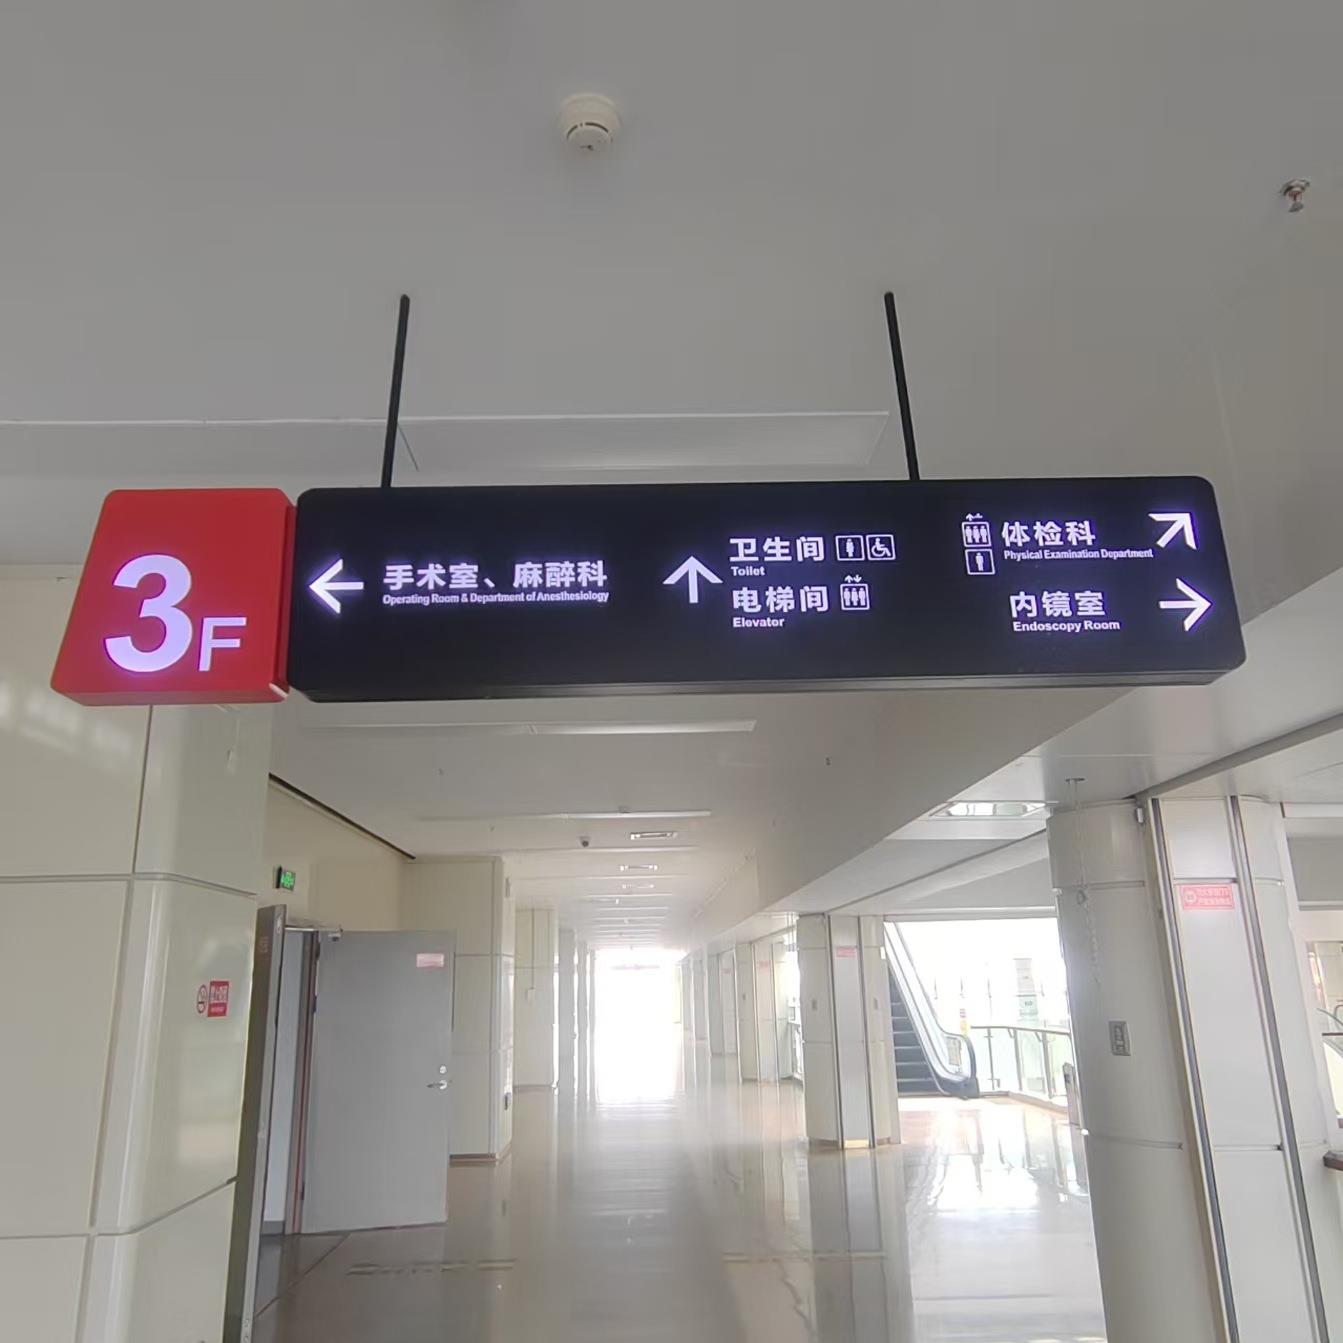 3F
手术室、麻醉科
Operating Room & Department of Anesthesiology
卫生间
Toilet
电梯间
Elevator
体检科
Physical Examination Department
内镜室
Endoscopy Room